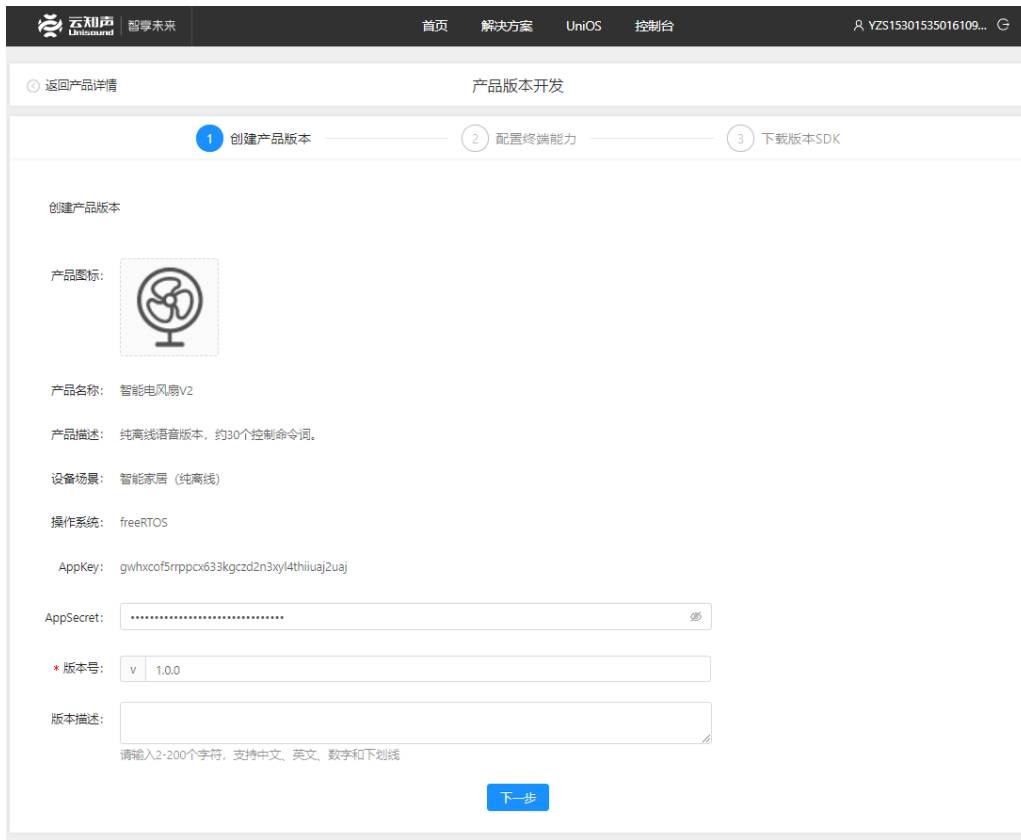 云知声 Unisound 智享未来 首页 解决方案 UniOS 控制台 YZS15301535016109...
返回产品详情 产品版本开发
1 创建产品版本 2 配置终端能力 3 下载版本SDK
创建产品版本
产品图标:
产品名称: 智能电风扇V2
产品描述: 纯离线语音版本，约30个控制命令词。
设备场景: 智能家居（纯离线）
操作系统: freeRTOS
AppKey: gwhxcof5rrppcx633kgczd2n3xyl4thiiuaj2uaj
AppSecret: ••••••••••••••••••••••••••••••••
* 版本号: v 1.0.0
版本描述:
请输入2-200个字符，支持中文、英文、数字和下划线
下一步